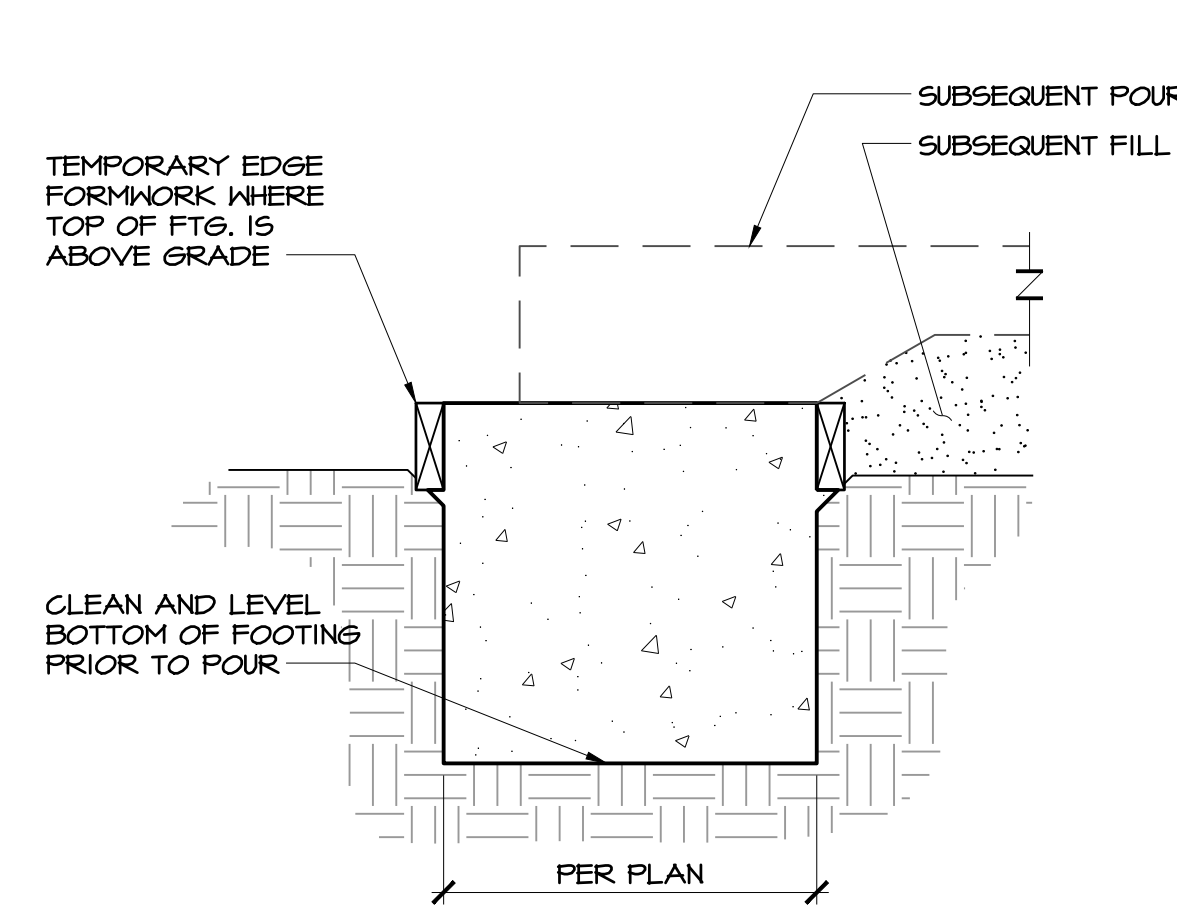 SUBSEQUENT POUR
SUBSEQUENT FILL
TEMPORARY EDGE
FORMWORK WHERE
TOP OF FTG. IS
ABOVE GRADE
CLEAN AND LEVEL
BOTTOM OF FOOTING
PRIOR TO POUR
PER PLAN